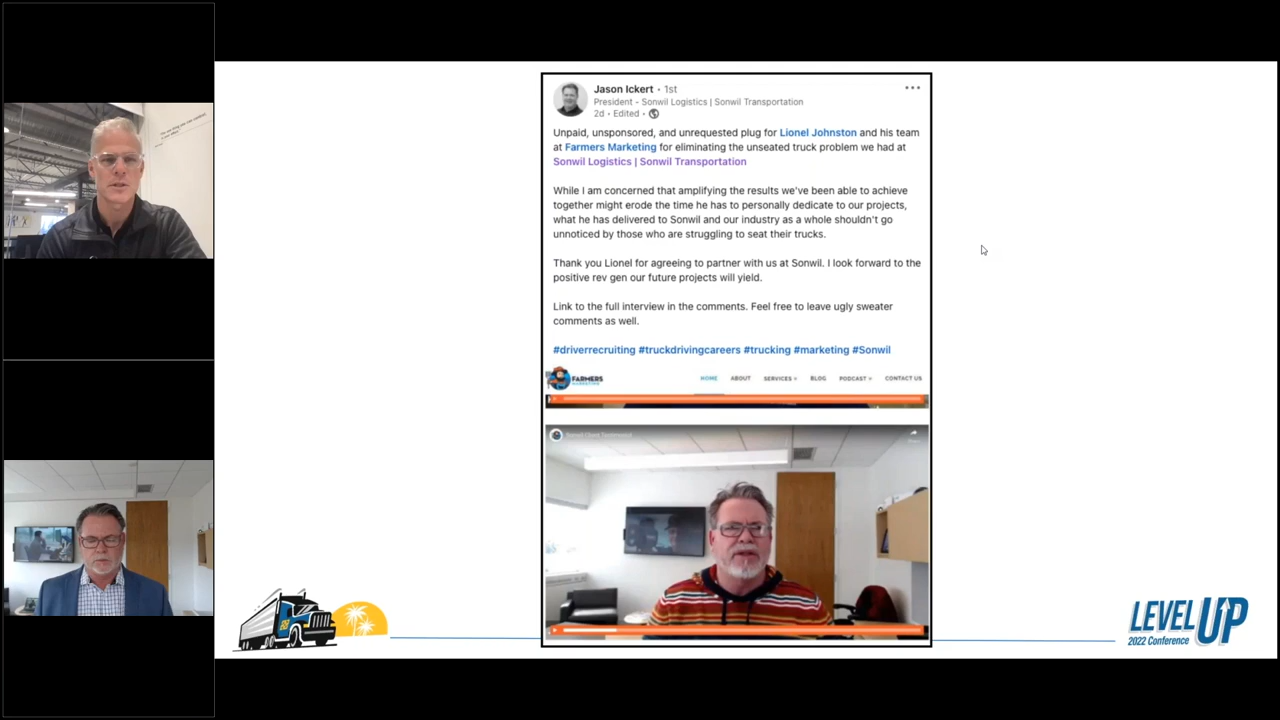 Jason Ickert • 1st
President - Sonwil Logistics | Sonwil Transportation
2d • Edited •
Unpaid, unsponsored, and unrequested plug for Lionel Johnston and his team
at Farmers Marketing for eliminating the unseated truck problem we had at
Sonwil Logistics | Sonwil Transportation
While I am concerned that amplifying the results we've been able to achieve
together might erode the time he has to personally dedicate to our projects,
what he has delivered to Sonwil and our industry as a whole shouldn't go
unnoticed by those who are struggling to seat their trucks.
Thank you Lionel for agreeing to partner with us at Sonwil. I look forward to the
positive rev gen our future projects will yield.
Link to the full interview in the comments. Feel free to leave ugly sweater
comments as well.
#driverrecruiting #truckdrivingcareers #trucking #marketing #Sonwil
FARMERS
MARKETING
HOME ABOUT SERVICES BLOG PODCAST CONTACT US
LEVEL UP
2022 Conference